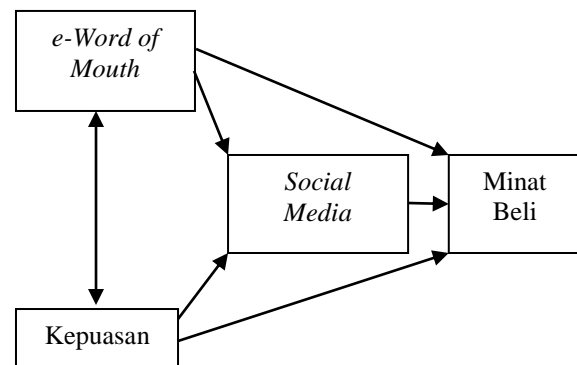 e-Word of
Mouth
Social
Media
Minat
Beli
Kepuasan